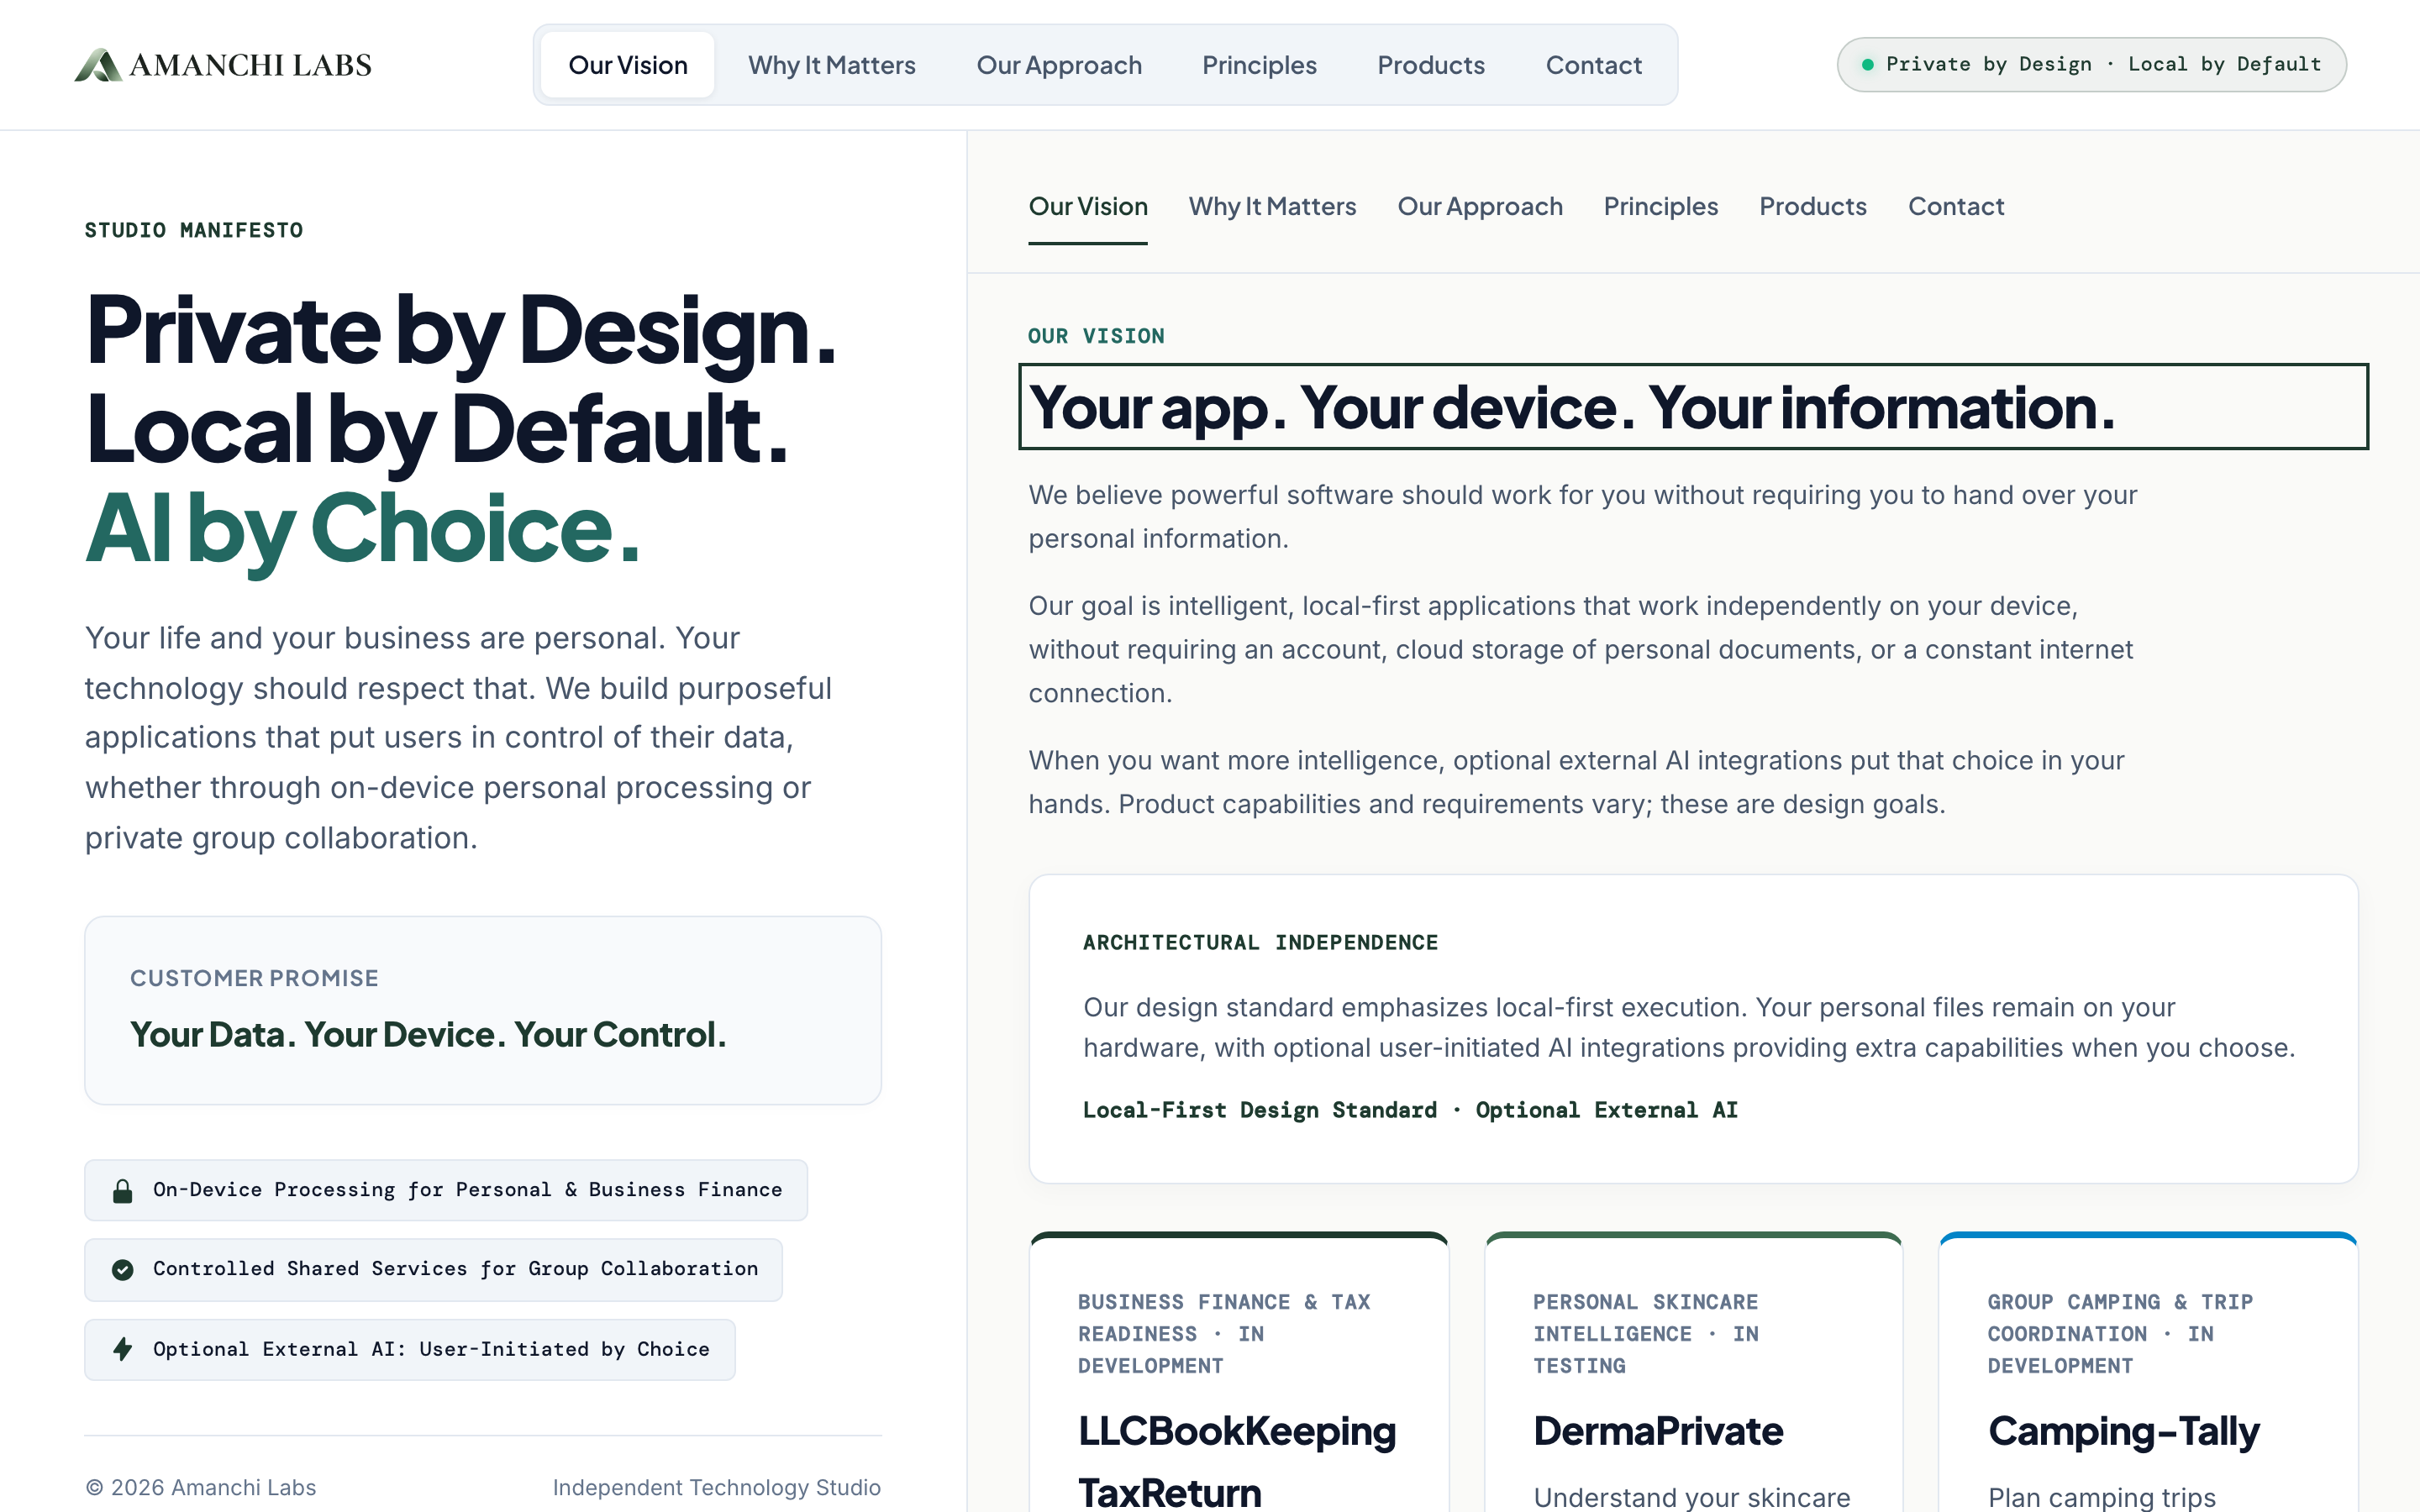 AMANCHI LABS
Our Vision
Why It Matters
Our Approach
Principles
Products
Contact
Private by Design · Local by Default
STUDIO MANIFESTO
Private by Design.
Local by Default.
AI by Choice.
Your life and your business are personal. Your
technology should respect that. We build purposeful
applications that put users in control of their data,
whether through on-device personal processing or
private group collaboration.
CUSTOMER PROMISE
Your Data. Your Device. Your Control.
On-Device Processing for Personal & Business Finance
Controlled Shared Services for Group Collaboration
Optional External AI: User-Initiated by Choice
© 2026 Amanchi Labs
Independent Technology Studio
Our Vision
Why It Matters
Our Approach
Principles
Products
Contact
OUR VISION
Your app. Your device. Your information.
We believe powerful software should work for you without requiring you to hand over your
personal information.
Our goal is intelligent, local-first applications that work independently on your device,
without requiring an account, cloud storage of personal documents, or a constant internet
connection.
When you want more intelligence, optional external AI integrations put that choice in your
hands. Product capabilities and requirements vary; these are design goals.
ARCHITECTURAL INDEPENDENCE
Our design standard emphasizes local-first execution. Your personal files remain on your
hardware, with optional user-initiated AI integrations providing extra capabilities when you choose.
Local-First Design Standard · Optional External AI
BUSINESS FINANCE & TAX
READINESS · IN
DEVELOPMENT
LLCBookKeeping
TaxReturn
PERSONAL SKINCARE
INTELLIGENCE · IN
TESTING
DermaPrivate
Understand your skincare
GROUP CAMPING & TRIP
COORDINATION · IN
DEVELOPMENT
Camping-Tally
Plan camping trips